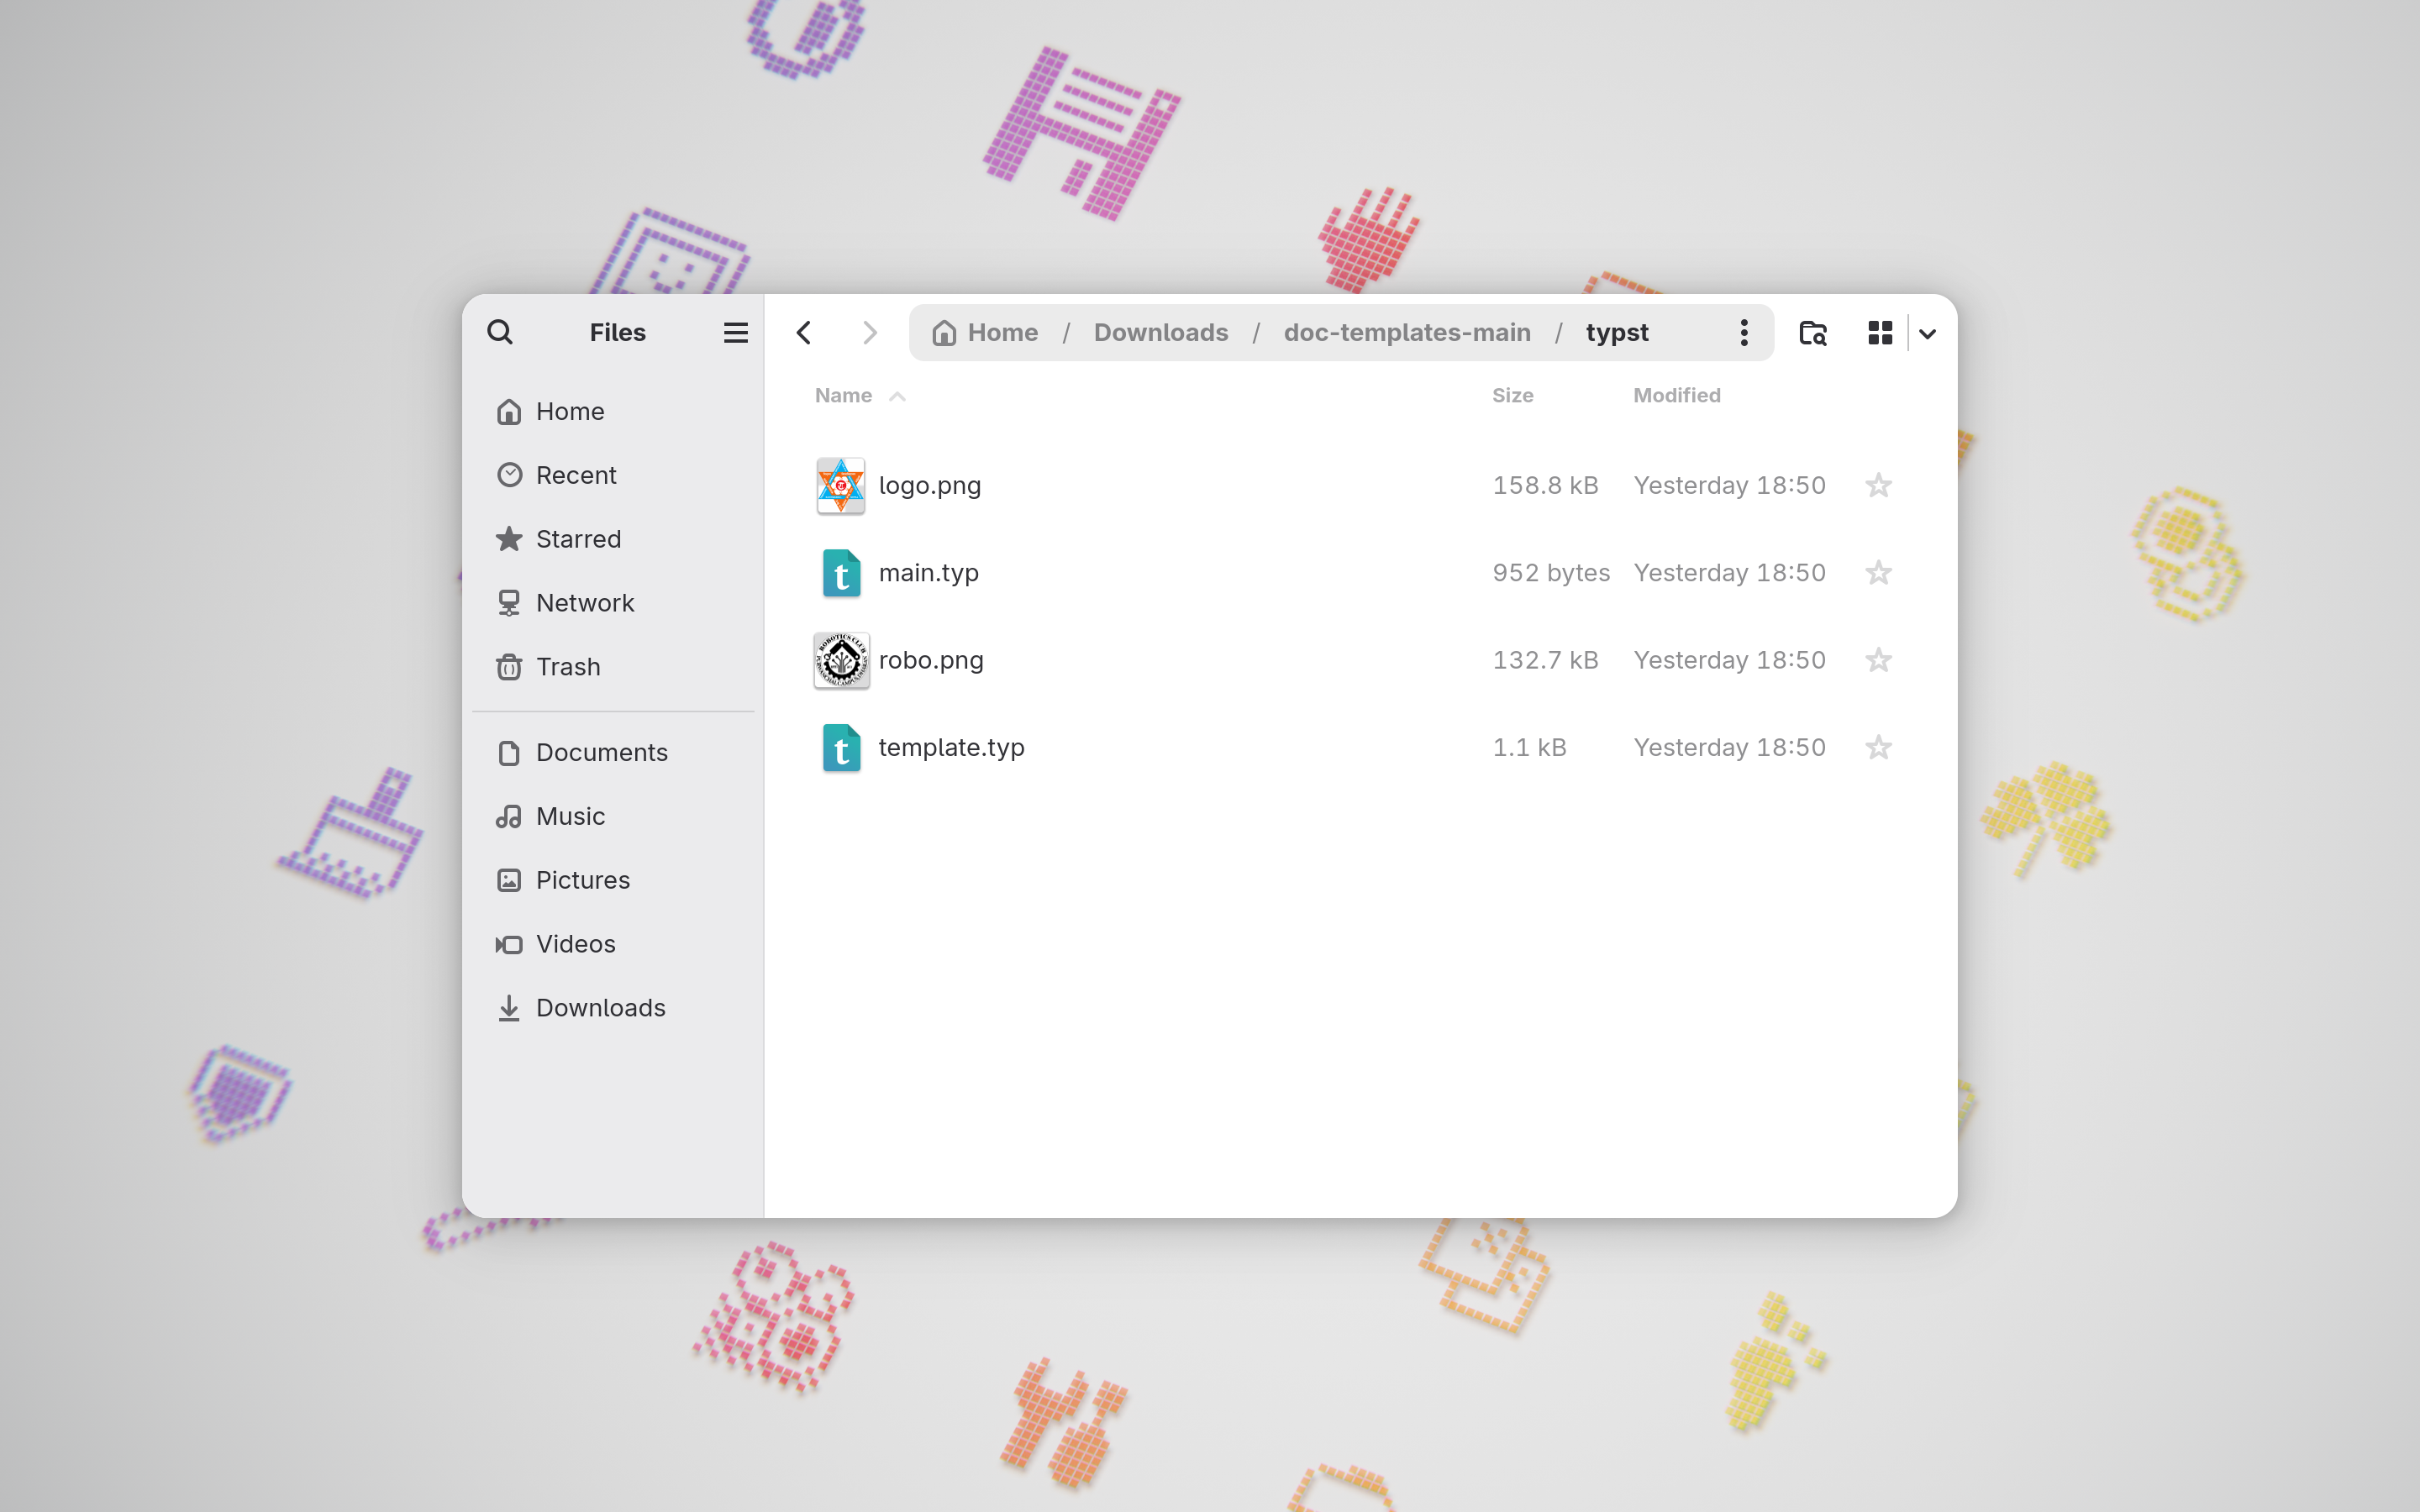 Files
Home / Downloads / doc-templates-main / typst
Home
Recent
Starred
Network
Trash
Documents
Music
Pictures
Videos
Downloads
Name Size Modified
logo.png 158.8 kB Yesterday 18:50
t main.typ 952 bytes Yesterday 18:50
ROBOTICS CLUB
robo.png 132.7 kB Yesterday 18:50
t template.typ 1.1 kB Yesterday 18:50